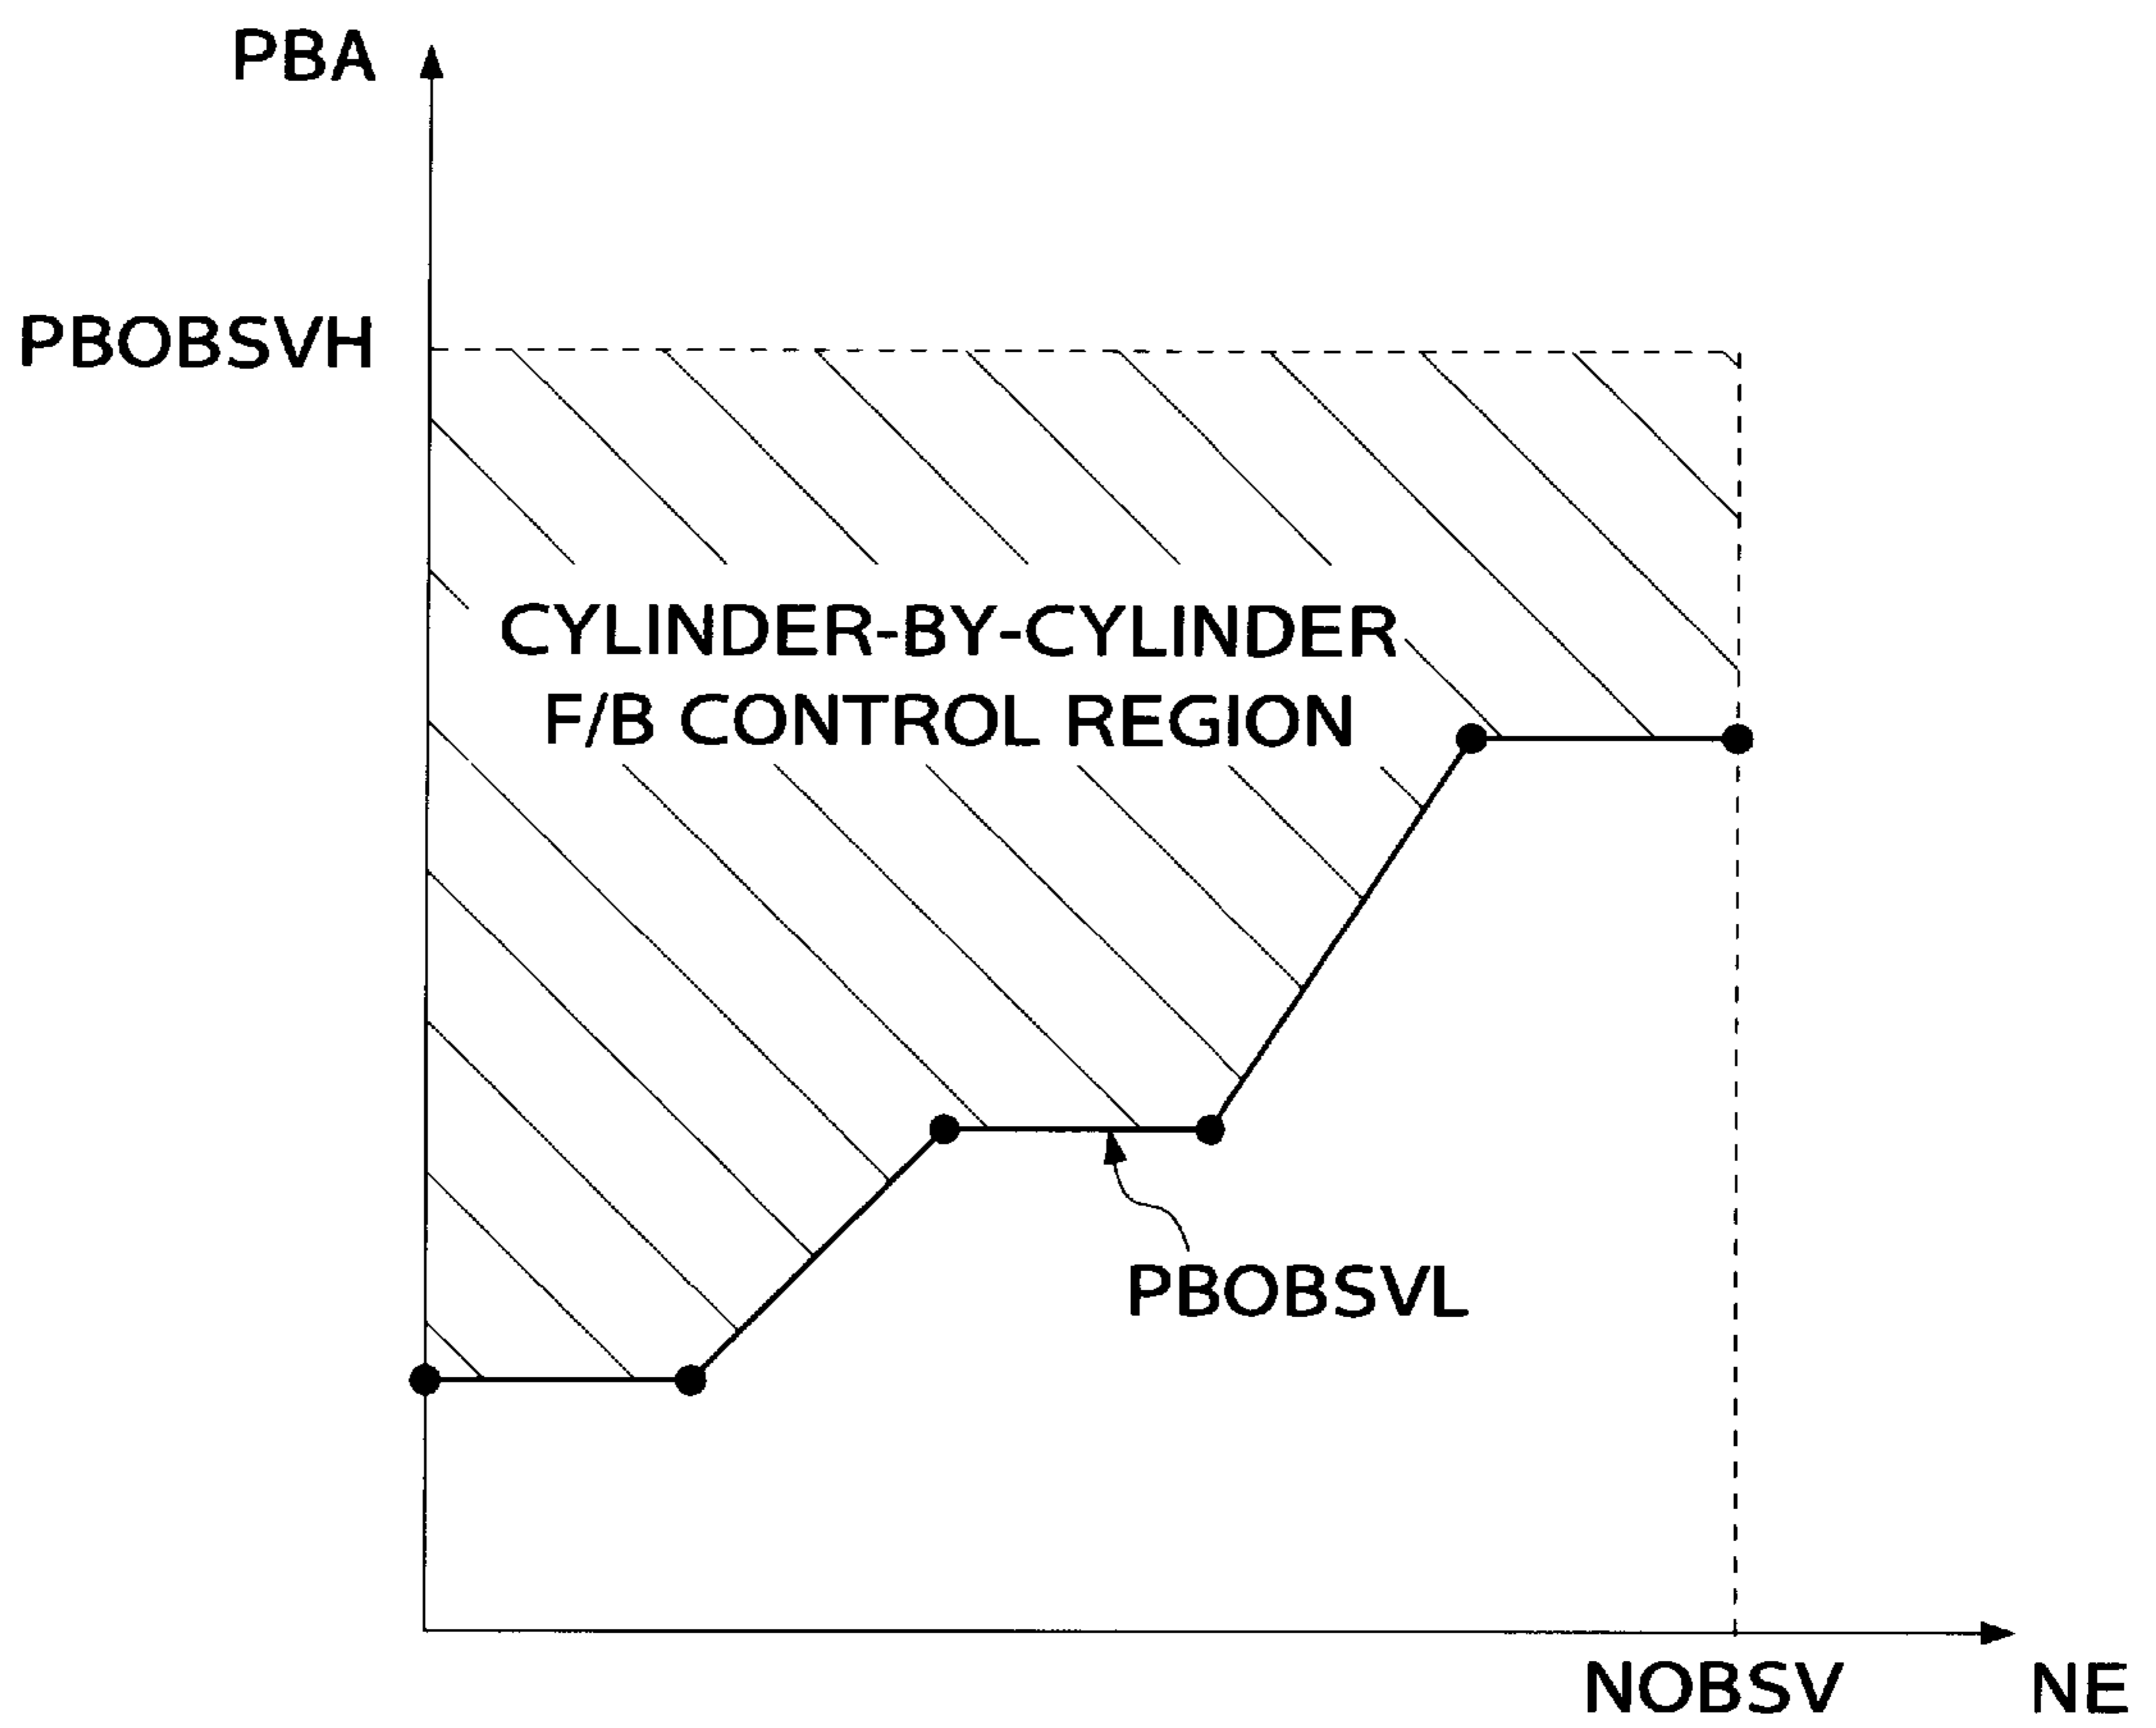 PBA
PBOBSVH
CYLINDER-BY-CYLINDER
F/B CONTROL REGION
PBOBSVL
NOBSV
NE